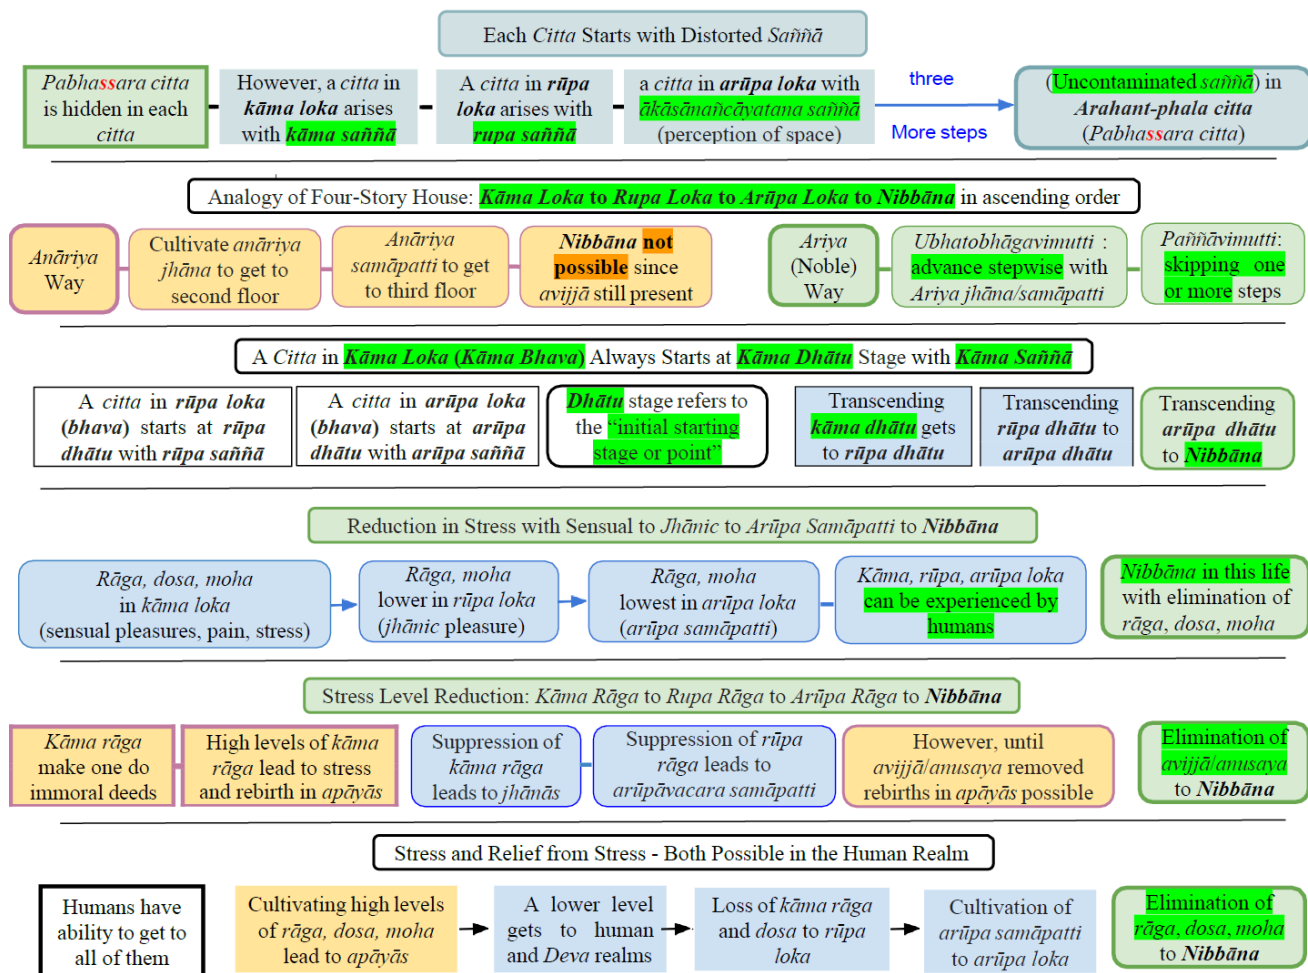 Each Citta Starts with Distorted Saññā
Pabhassara citta
is hidden in each
citta
However, a citta in
kāma loka arises
with kāma saññā
A citta in rūpa
loka arises with
rupa saññā
a citta in arūpa loka with
ākāsānañcāyatana saññā
(perception of space)
three
More steps
(Uncontaminated saññā) in
Arahant-phala citta
(Pabhassara citta)
Analogy of Four-Story House: Kāma Loka to Rupa Loka to Arūpa Loka to Nibbāna in ascending order
Anāriya
Way
Cultivate anāriya
jhāna to get to
second floor
Anāriya
samāpatti to get
to third floor
Nibbāna not
possible since
avijjā still present
Ariya
(Noble)
Way
Ubhatobhāgavimutti :
advance stepwise with
Ariya jhāna/samāpatti
Paññāvimutti:
skipping one
or more steps
A Citta in Kāma Loka (Kāma Bhava) Always Starts at Kāma Dhātu Stage with Kāma Saññā
A citta in rūpa loka
(bhava) starts at rūpa
dhātu with rūpa saññā
A citta in arūpa loka
(bhava) starts at arūpa
dhātu with arūpa saññā
Dhātu stage refers to
the “initial starting
stage or point”
Transcending
kāma dhātu gets
to rūpa dhātu
Transcending
rūpa dhātu to
arūpa dhātu
Transcending
arūpa dhātu
to Nibbāna
Reduction in Stress with Sensual to Jhānic to Arūpa Samāpatti to Nibbāna
Rāga, dosa, moha
in kāma loka
(sensual pleasures, pain, stress)
Rāga, moha
lower in rūpa loka
(jhānic pleasure)
Rāga, moha
lowest in arūpa loka
(arūpa samāpatti)
Kāma, rūpa, arūpa loka
can be experienced by
humans
Nibbāna in this life
with elimination of
rāga, dosa, moha
Stress Level Reduction: Kāma Rāga to Rupa Rāga to Arūpa Rāga to Nibbāna
Kāma rāga
make one do
immoral deeds
High levels of kāma
rāga lead to stress
and rebirth in apāyās
Suppression of
kāma rāga
leads to jhānās
Suppression of rūpa
rāga leads to
arūpāvacara samāpatti
However, until
avijjā/anusaya removed
rebirths in apāyās possible
Elimination of
avijjā/anusaya
to Nibbāna
Stress and Relief from Stress - Both Possible in the Human Realm
Humans have
ability to get to
all of them
Cultivating high levels
of rāga, dosa, moha
lead to apāyās
A lower level
gets to human
and Deva realms
Loss of kāma rāga
and dosa to rūpa
loka
Cultivation of
arūpa samāpatti
to arūpa loka
Elimination of
rāga, dosa, moha
to Nibbāna